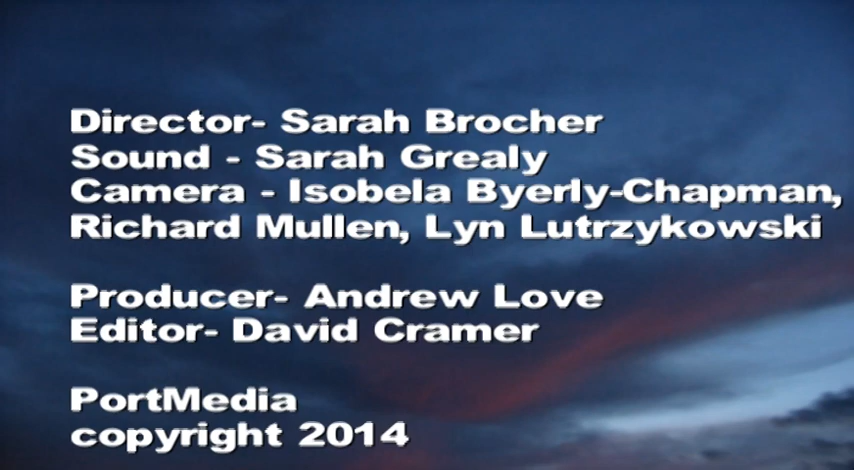 Director- Sarah Brocher
Sound - Sarah Grealy
Camera - Isobela Byerly-Chapman,
Richard Mullen, Lyn Lutrzykowski
Producer- Andrew Love
Editor- David Cramer
PortMedia
copyright 2014